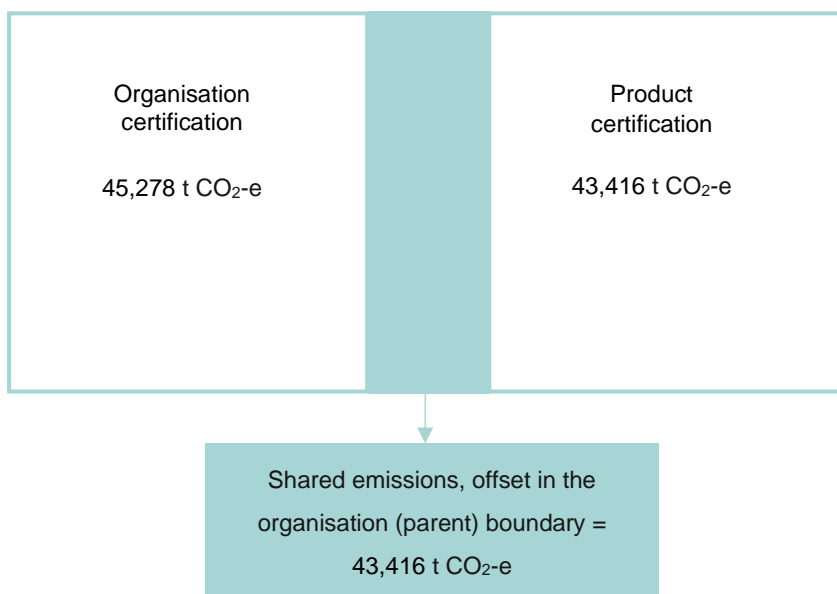 Organisation
certification
45,278 t CO₂-e
Product
certification
43,416 t CO₂-e
Shared emissions, offset in the
organisation (parent) boundary =
43,416 t CO₂-e